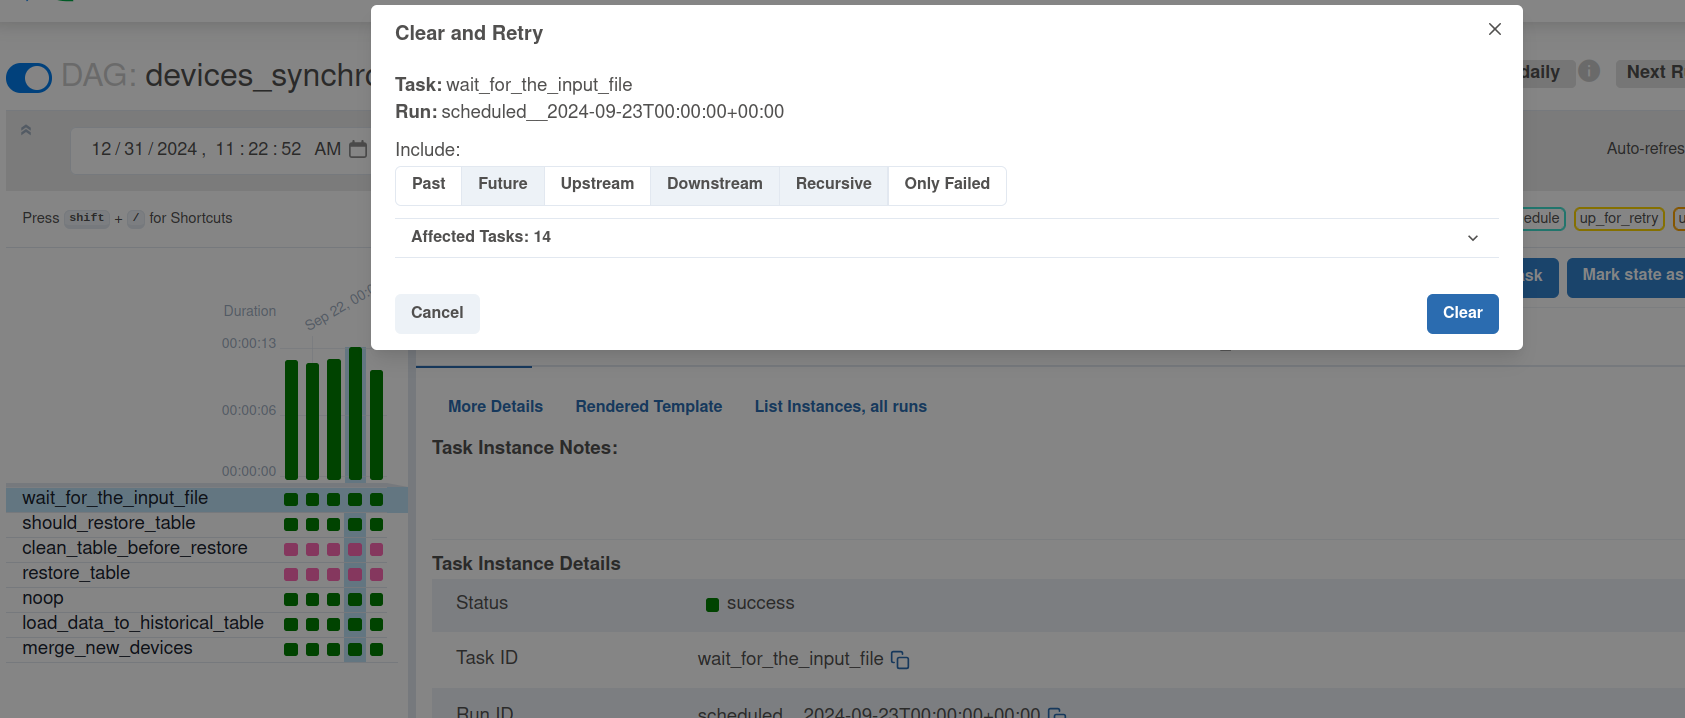 Clear and Retry
Task: wait_for_the_input_file
Run: scheduled__2024-09-23T00:00:00+00:00
Include:
Past Future Upstream Downstream Recursive Only Failed
Affected Tasks: 14
Cancel Clear
DAG: devices_synchr
daily Next R
12/31/2024, 11:22:52 AM
Auto-refres
Press shift + / for Shortcuts
edule up_for_retry u
sk Mark state as
Duration
Sep 22, 00:
00:00:13
00:00:06
00:00:00
wait_for_the_input_file
should_restore_table
clean_table_before_restore
restore_table
noop
load_data_to_historical_table
merge_new_devices
More Details Rendered Template List Instances, all runs
Task Instance Notes:
Task Instance Details
Status success
Task ID wait_for_the_input_file
Run ID scheduled__2024-09-23T00:00:00+00:00